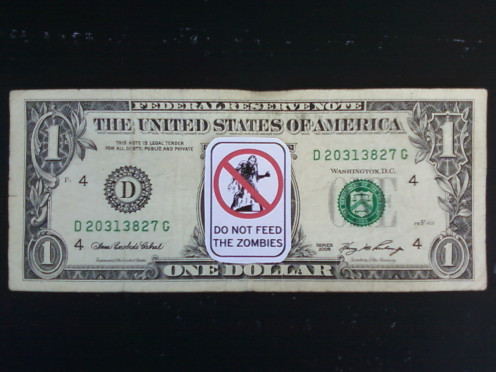 FEDERAL RESERVE NOTE
THE UNITED STATES OF AMERICA
THIS NOTE IS LEGAL TENDER
FOR ALL DEBTS, PUBLIC AND PRIVATE
D 20313827 G
WASHINGTON, D.C.
1
1
4
4
D
ONE
D 20313827 G
DO NOT FEED
THE ZOMBIES
4
4
SERIES
2006
1
ONE DOLLAR
1